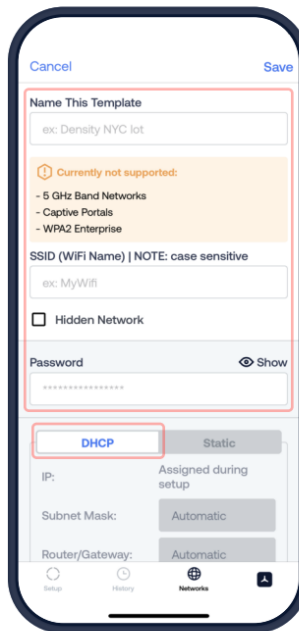 Cancel Save
Name This Template
ex: Density NYC Iot
Currently not supported:
- 5 GHz Band Networks
- Captive Portals
- WPA2 Enterprise
SSID (WiFi Name) | NOTE: case sensitive
ex: MyWifi
Hidden Network
Password Show
****************
DHCP Static
IP: Assigned during
setup
Subnet Mask: Automatic
Router/Gateway: Automatic
Setup History Networks